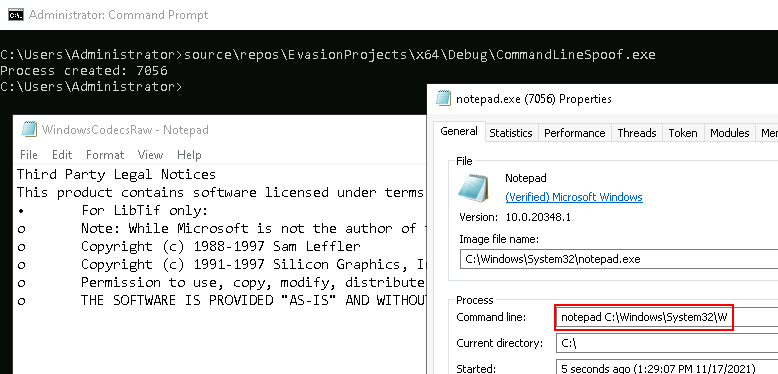 Administrator: Command Prompt
C:\Users\Administrator>source\repos\EvasionProjects\x64\Debug\CommandLineSpoof.exe
Process created: 7056
C:\Users\Administrator>
WindowsCodecsRaw - Notepad
File Edit Format View Help
Third Party Legal Notices
This product contains software licensed under terms
• For LibTif only:
o Note: While Microsoft is not the author of
o Copyright (c) 1988-1997 Sam Leffler
o Copyright (c) 1991-1997 Silicon Graphics, I
o Permission to use, copy, modify, distribute
o THE SOFTWARE IS PROVIDED "AS-IS" AND WITHOUT
notepad.exe (7056) Properties
General Statistics Performance Threads Token Modules Mer
File
Notepad
(Verified) Microsoft Windows
Version: 10.0.20348.1
Image file name:
C:\Windows\System32\notepad.exe
Process
Command line: notepad C:\Windows\System32\W
Current directory: C:\
Started: 5 seconds ago (1:29:07 PM 11/17/2021)